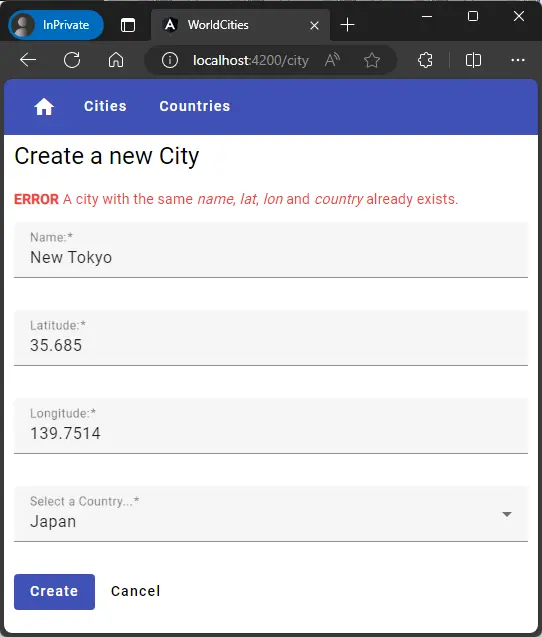 InPrivate
WorldCities
localhost:4200/city
Cities Countries
Create a new City
ERROR A city with the same name, lat, lon and country already exists.
Name:*
New Tokyo
Latitude:*
35.685
Longitude:*
139.7514
Select a Country...*
Japan
Create Cancel